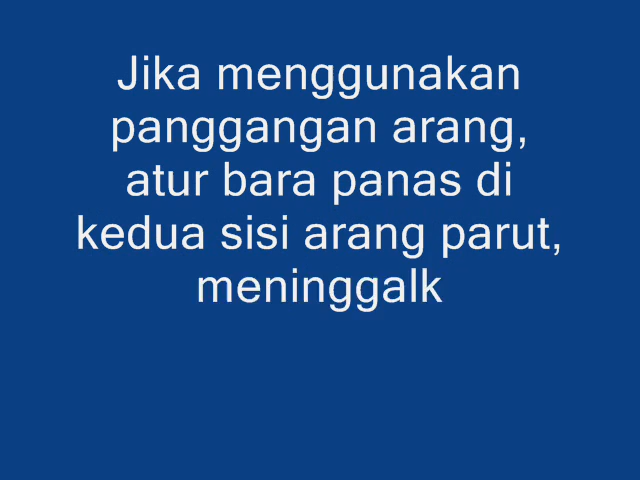 Jika menggunakan
panggangan arang,
atur bara panas di
kedua sisi arang parut,
meninggalk